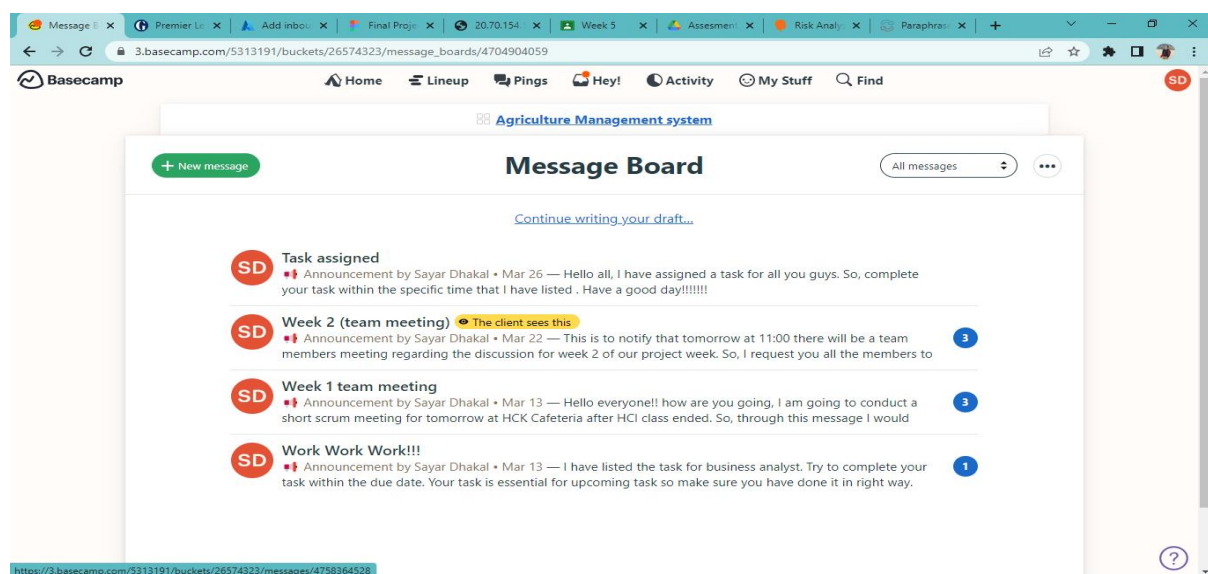 Message B
Premier Le
Add inbou
Final Proje
20.70.154.
Week 5
Assesment
Risk Analy
Paraphras
3.basecamp.com/5313191/buckets/26574323/message_boards/4704904059
Basecamp
Home
Lineup
Pings
Hey!
Activity
My Stuff
Find
SD
Agriculture Management system
+ New message
Message Board
All messages
Continue writing your draft...
SD
Task assigned
Announcement by Sayar Dhakal • Mar 26 — Hello all, I have assigned a task for all you guys. So, complete
your task within the specific time that I have listed . Have a good day!!!!!!!
SD
Week 2 (team meeting) The client sees this
Announcement by Sayar Dhakal • Mar 22 — This is to notify that tomorrow at 11:00 there will be a team
members meeting regarding the discussion for week 2 of our project week. So, I request you all the members to
3
SD
Week 1 team meeting
Announcement by Sayar Dhakal • Mar 13 — Hello everyone!! how are you going, I am going to conduct a
short scrum meeting for tomorrow at HCK Cafeteria after HCI class ended. So, through this message I would
3
SD
Work Work Work!!!
Announcement by Sayar Dhakal • Mar 13 — I have listed the task for business analyst. Try to complete your
task within the due date. Your task is essential for upcoming task so make sure you have done it in right way.
1
?
https://3.basecamp.com/5313191/buckets/26574323/messages/4758364528